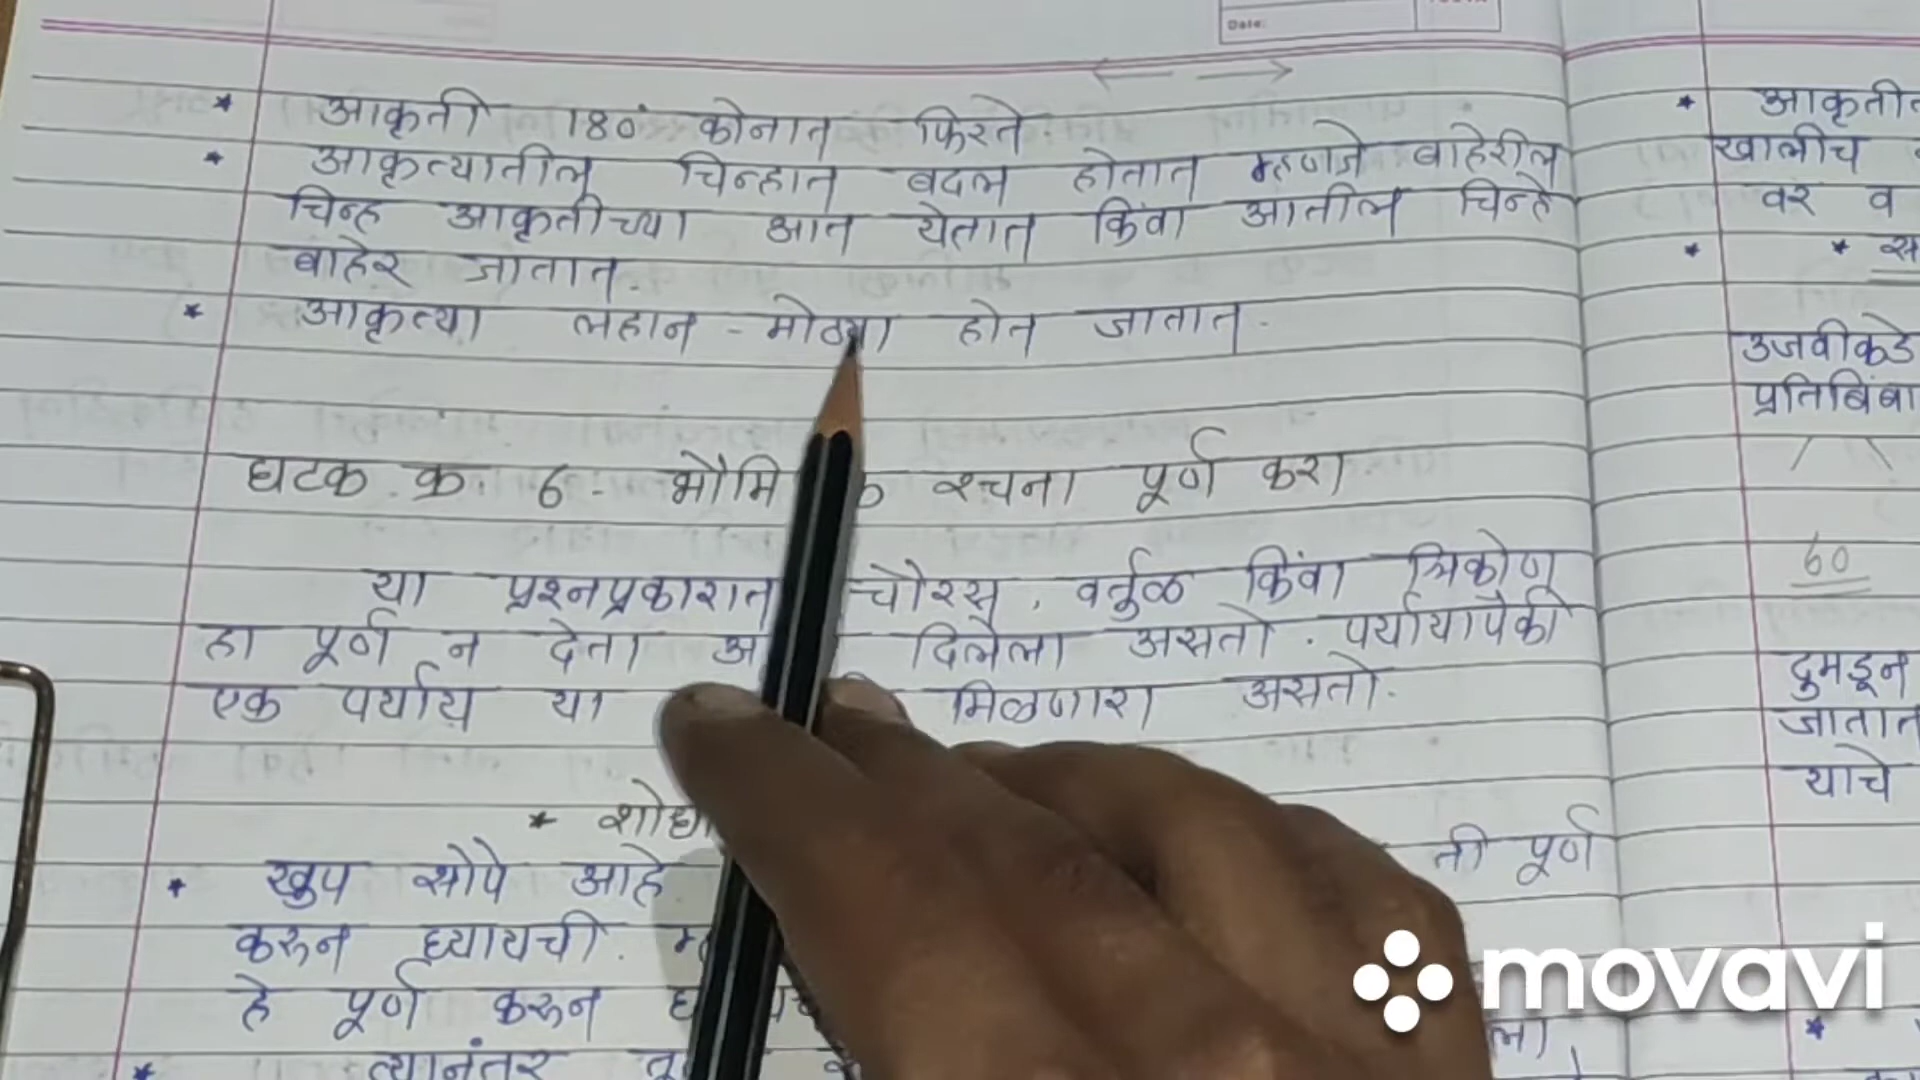 Date:
* आकृती 180° कोनात फिरते.
* आकृत्यातील चिन्हात बदल होतात म्हणजे बाहेरील
चिन्ह आकृतीच्या आत येतात किंवा आतील चिन्हे
बाहेर जातात.
* आकृत्या लहान - मोठ्या होत जातात.
घटक क्र. 6 - भौमि रचना पूर्ण करा
या प्रश्नप्रकारात चौरस, वर्तुळ किंवा त्रिकोण
हा पूर्ण न देता अ दिलेला असतो. पर्यायापैकी
एक पर्याय या मिळणारा असतो.
* शोधा
* खुप सोपे आहे ती पूर्ण
करुन घ्यायची.
हे पूर्ण करुन
* त्यानंतर
ला
* आकृती
खालीच
वर व
* * स
उजवीकडे
प्रतिबिंबा
60
दुमडून
जातात
याचे
*
movavi